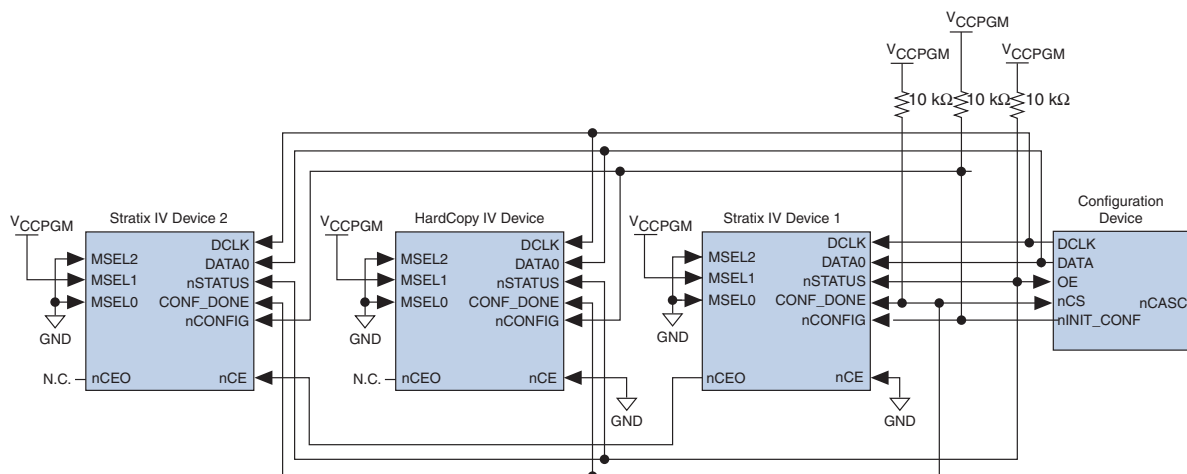 VCCPGM
VCCPGM
VCCPGM
10 kΩ
10 kΩ
10 kΩ
Stratix IV Device 2
VCCPGM
MSEL2
MSEL1
MSEL0
GND
DCLK
DATA0
nSTATUS
CONF_DONE
nCONFIG
N.C.
nCEO
nCE
HardCopy IV Device
VCCPGM
MSEL2
MSEL1
MSEL0
GND
DCLK
DATA0
nSTATUS
CONF_DONE
nCONFIG
N.C.
nCEO
nCE
GND
Stratix IV Device 1
VCCPGM
MSEL2
MSEL1
MSEL0
GND
DCLK
DATA0
nSTATUS
CONF_DONE
nCONFIG
nCEO
nCE
GND
Configuration
Device
DCLK
DATA
OE
nCS
nCASC
nINIT_CONF